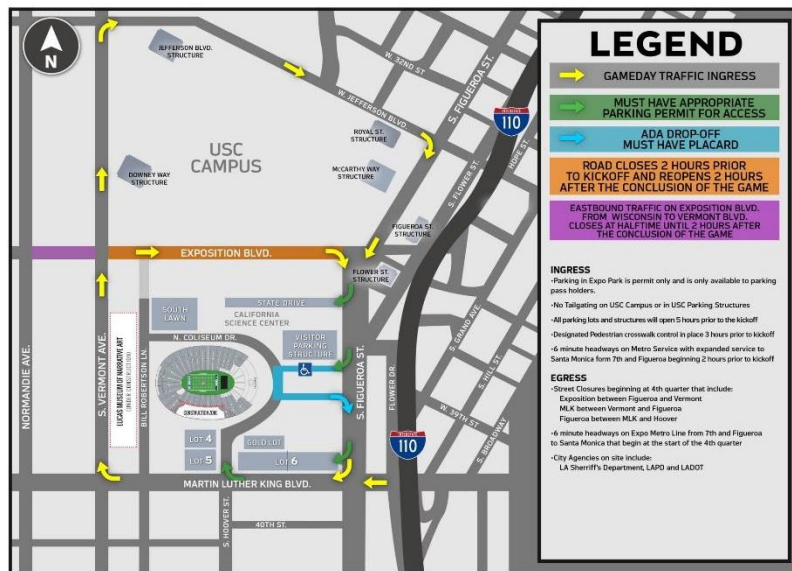 N
JEFFERSON BLVD.
STRUCTURE
W. 32ND ST
S. FIGUEROA ST.
W. JEFFERSON BLVD.
110
HOPE ST.
USC
CAMPUS
ROYAL ST.
STRUCTURE
McCARTHY WAY
STRUCTURE
S. FLOWER ST.
DOWNEY WAY
STRUCTURE
FIGUEROA ST.
STRUCTURE
EXPOSITION BLVD.
FLOWER ST.
STRUCTURE
STATE DRIVE
SOUTH
LAWN
CALIFORNIA
SCIENCE CENTER
S. GRAND AVE.
N. COLISEUM DR.
VISITOR
PARKING
STRUCTURE
S. HILL ST.
NORMANDIE AVE.
S. VERMONT AVE.
LUCAS MUSEUM OF NARRATIVE ART
(UNDER CONSTRUCTION)
BILL ROBERTSON LN.
CONSTRUCTION ZONE
S. FIGUEROA ST.
FLOWER DR.
W. 39TH ST
S. BROADWAY
LOT 4
LOT 5
GOLD LOT
LOT 6
110
MARTIN LUTHER KING BLVD.
S. HOOVER ST.
40TH ST.
LEGEND
GAMEDAY TRAFFIC INGRESS
MUST HAVE APPROPRIATE
PARKING PERMIT FOR ACCESS
ADA DROP-OFF
MUST HAVE PLACARD
ROAD CLOSES 2 HOURS PRIOR
TO KICKOFF AND REOPENS 2 HOURS
AFTER THE CONCLUSION OF THE GAME
EASTBOUND TRAFFIC ON EXPOSITION BLVD.
FROM WISCONSIN TO VERMONT BLVD.
CLOSES AT HALFTIME UNTIL 2 HOURS AFTER
THE CONCLUSION OF THE GAME
INGRESS
•Parking in Expo Park is permit only and is only available to parking
pass holders.
•No Tailgating on USC Campus or in USC Parking Structures
•All parking lots and structures will open 5 hours prior to the kickoff
•Designated Pedestrian crosswalk control in place 3 hours prior to kickoff
•6 minute headways on Metro Service with expanded service to
Santa Monica form 7th and Figueroa beginning 2 hours prior to kickoff
EGRESS
•Street Closures beginning at 4th quarter that include:
Exposition between Figueroa and Vermont
MLK between Vermont and Figueroa
Figueroa between MLK and Hoover
•6 minute headways on Expo Metro Line from 7th and Figueroa
to Santa Monica that begin at the start of the 4th quarter
•City Agencies on site include:
LA Sherriff's Department, LAPD and LADOT